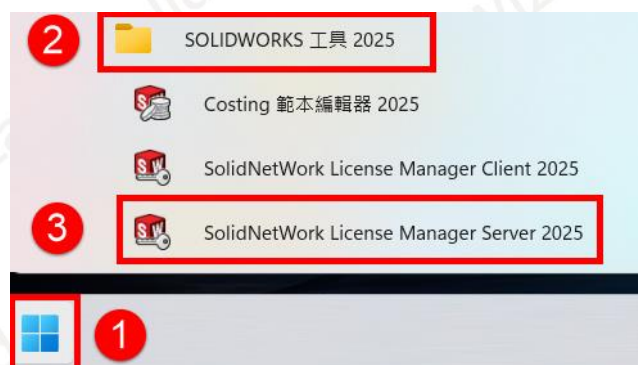 2
SOLIDWORKS 工具 2025
Costing 範本編輯器 2025
SolidNetWork License Manager Client 2025
3
SolidNetWork License Manager Server 2025
1